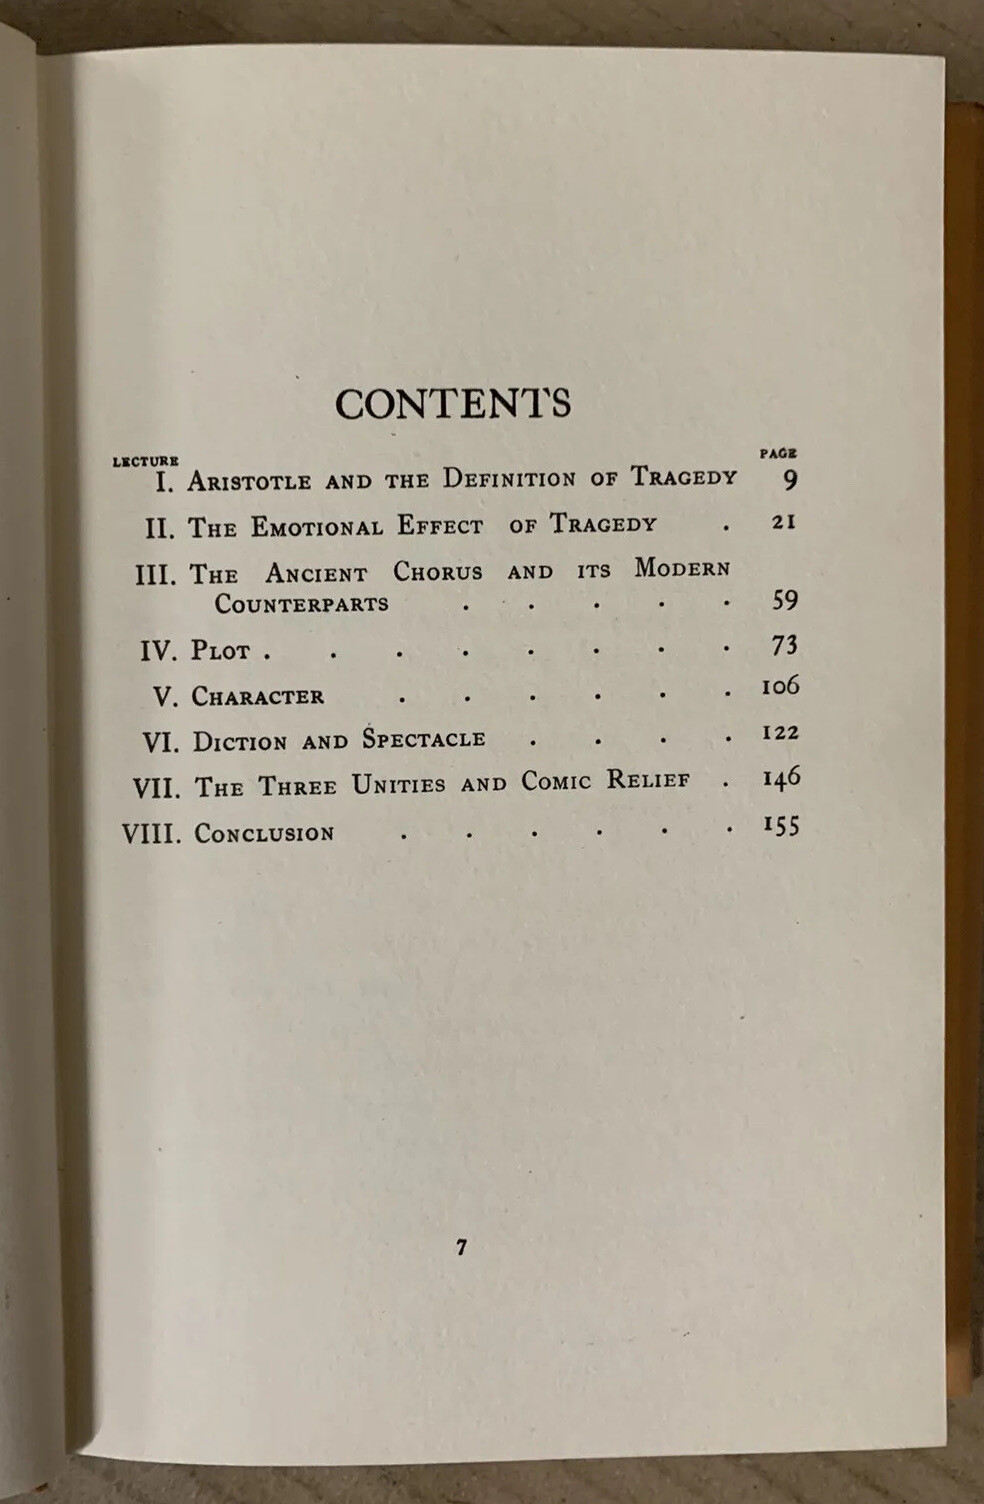 CONTENTS
LECTURE PAGE
I. ARISTOTLE AND THE DEFINITION OF TRAGEDY 9
II. THE EMOTIONAL EFFECT OF TRAGEDY . 21
III. THE ANCIENT CHORUS AND ITS MODERN
COUNTERPARTS . . . . . 59
IV. PLOT . . . . . . . . 73
V. CHARACTER . . . . . . 106
VI. DICTION AND SPECTACLE . . . . 122
VII. THE THREE UNITIES AND COMIC RELIEF . 146
VIII. CONCLUSION . . . . . . 155
7